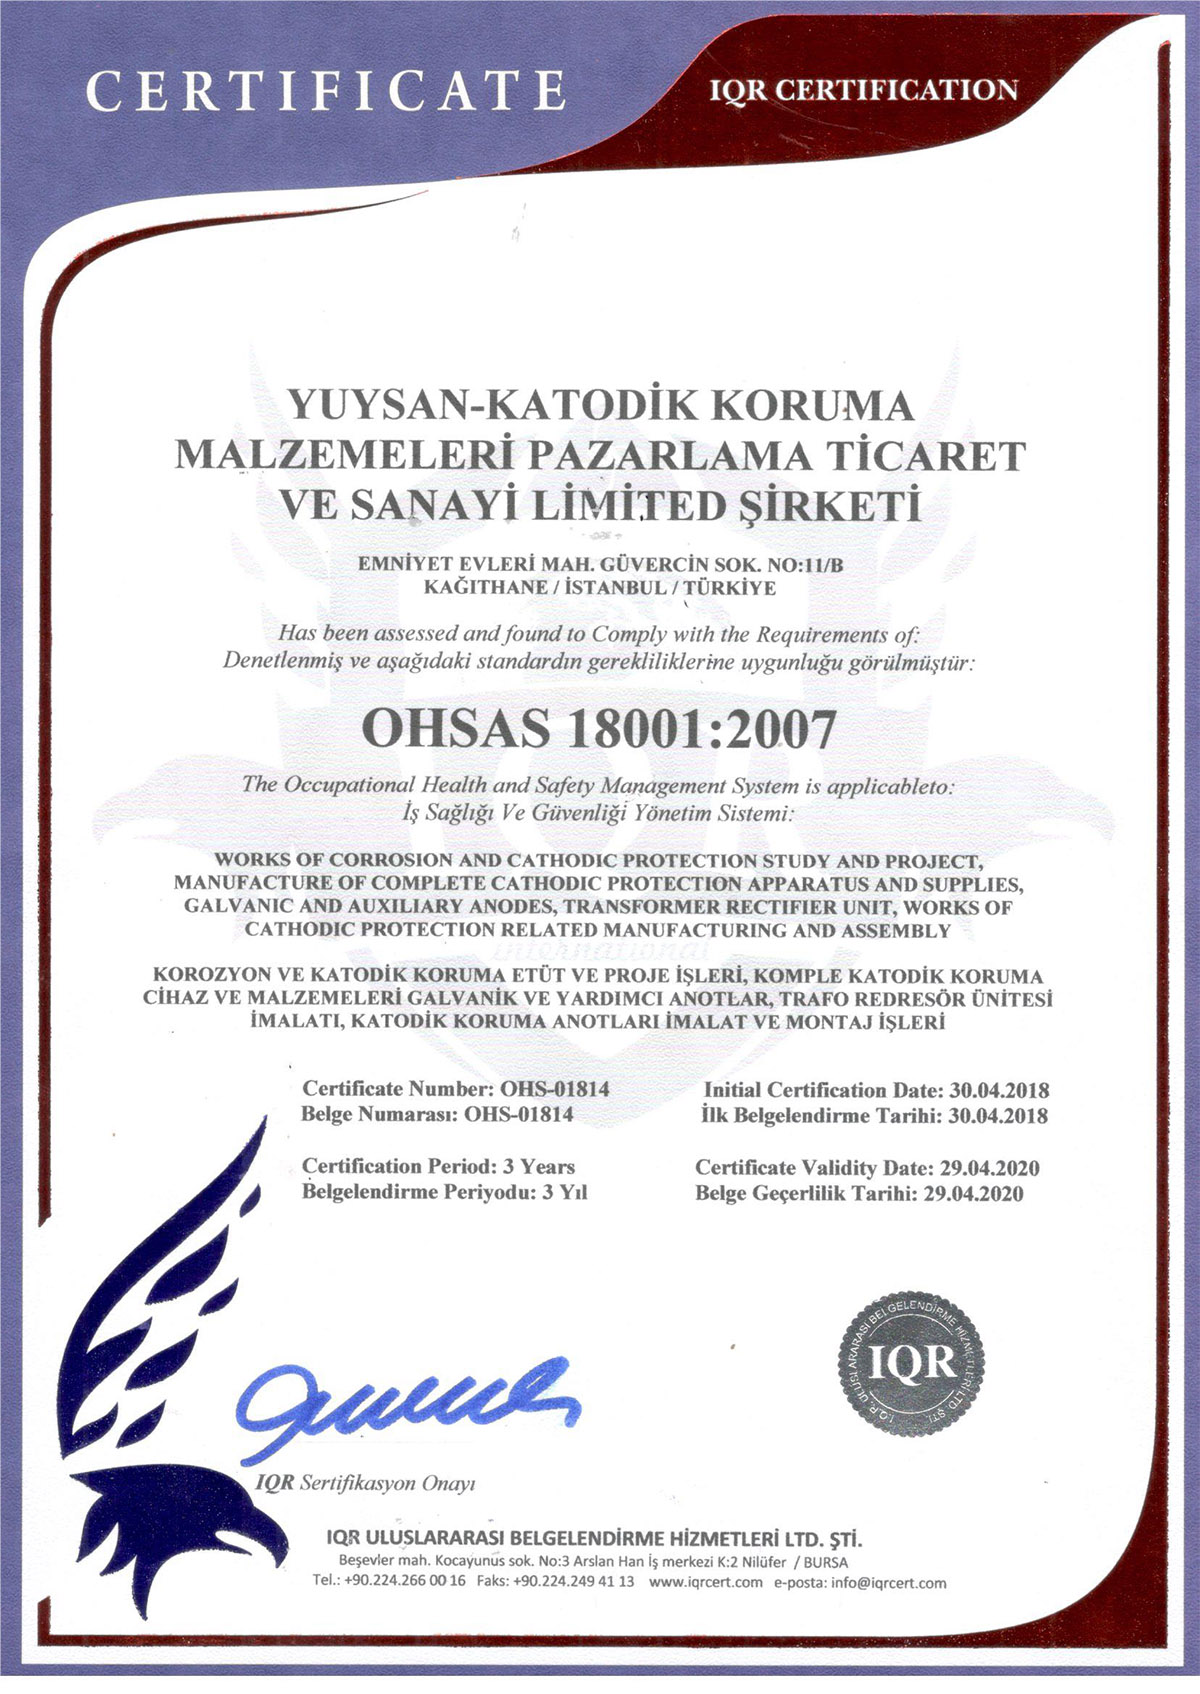 CERTIFICATE
IQR CERTIFICATION
YUYSAN-KATODİK KORUMA
MALZEMELERİ PAZARLAMA TİCARET
VE SANAYİ LİMİTED ŞİRKETİ
EMNİYET EVLERİ MAH. GÜVERCİN SOK. NO:11/B
KAĞITHANE / İSTANBUL / TÜRKİYE
Has been assessed and found to Comply with the Requirements of:
Denetlenmiş ve aşağıdaki standardın gerekliliklerine uygunluğu görülmüştür:
OHSAS 18001:2007
The Occupational Health and Safety Management System is applicableto:
İş Sağlığı Ve Güvenliği Yönetim Sistemi:
WORKS OF CORROSION AND CATHODIC PROTECTION STUDY AND PROJECT,
MANUFACTURE OF COMPLETE CATHODIC PROTECTION APPARATUS AND SUPPLIES,
GALVANIC AND AUXILIARY ANODES, TRANSFORMER RECTIFIER UNIT, WORKS OF
CATHODIC PROTECTION RELATED MANUFACTURING AND ASSEMBLY
international
KOROZYON VE KATODİK KORUMA ETÜT VE PROJE İŞLERİ, KOMPLE KATODİK KORUMA
CİHAZ VE MALZEMELERİ GALVANİK VE YARDIMCI ANOTLAR, TRAFO REDRESÖR ÜNİTESİ
İMALATI, KATODİK KORUMA ANOTLARI İMALAT VE MONTAJ İŞLERİ
Certificate Number: OHS-01814
Belge Numarası: OHS-01814
Initial Certification Date: 30.04.2018
İlk Belgelendirme Tarihi: 30.04.2018
Certification Period: 3 Years
Belgelendirme Periyodu: 3 Yıl
Certificate Validity Date: 29.04.2020
Belge Geçerlilik Tarihi: 29.04.2020
I.Q.R. ULUSLARARASI BELGELENDİRME HİZMETLERİ LTD. ŞTİ.
IQR
IQR Sertifikasyon Onayı
IQR ULUSLARARASI BELGELENDİRME HİZMETLERİ LTD. ŞTİ.
Beşevler mah. Kocayunus sok. No:3 Arslan Han İş merkezi K:2 Nilüfer / BURSA
Tel.: +90.224.266 00 16 Faks: +90.224.249 41 13 www.iqrcert.com e-posta: info@iqrcert.com